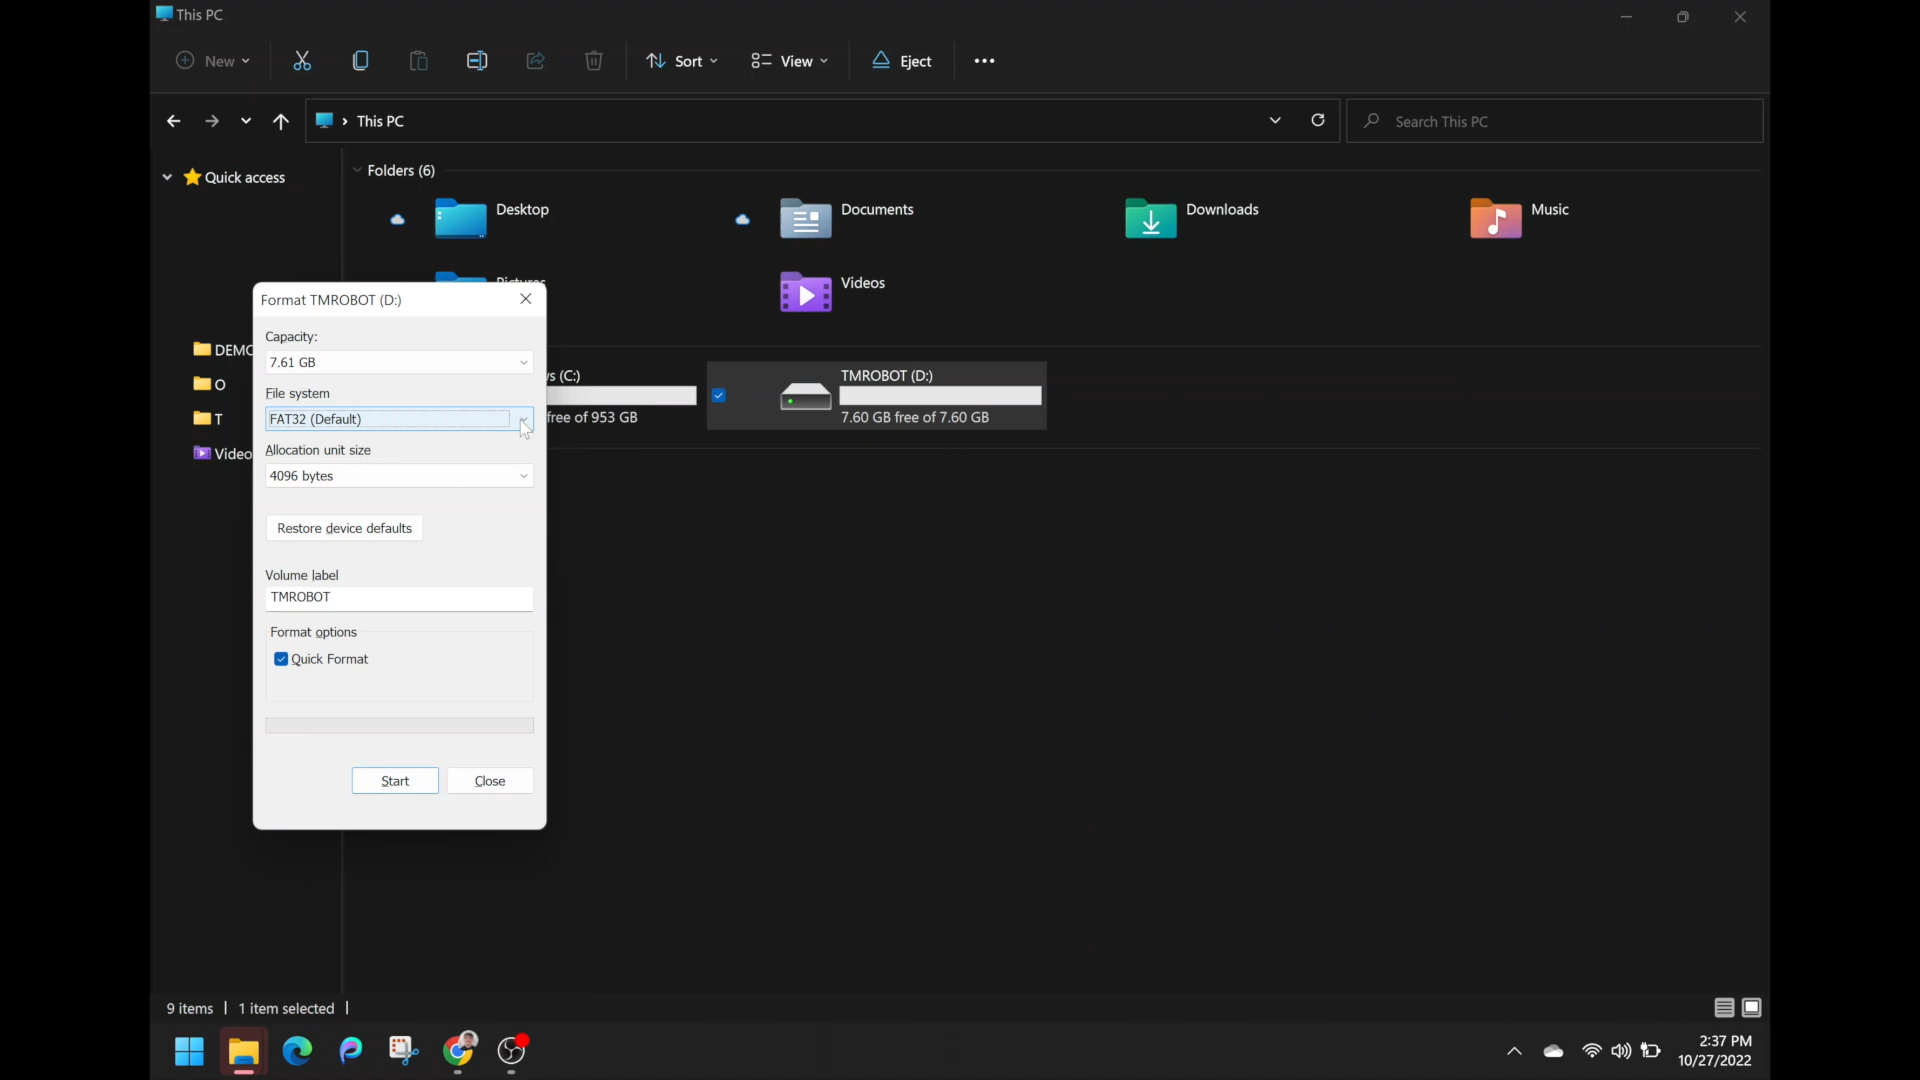 This PC
New
Sort
View
Eject
This PC
Search This PC
Quick access
Folders (6)
Desktop
Documents
Downloads
Music
Pictures
Videos
Format TMROBOT (D:)
Capacity:
7.61 GB
File system
FAT32 (Default)
Allocation unit size
4096 bytes
Restore device defaults
Volume label
TMROBOT
Format options
Quick Format
Start
Close
DEMO
O
T
Video
s (C:)
free of 953 GB
TMROBOT (D:)
7.60 GB free of 7.60 GB
9 items
1 item selected
2:37 PM
10/27/2022